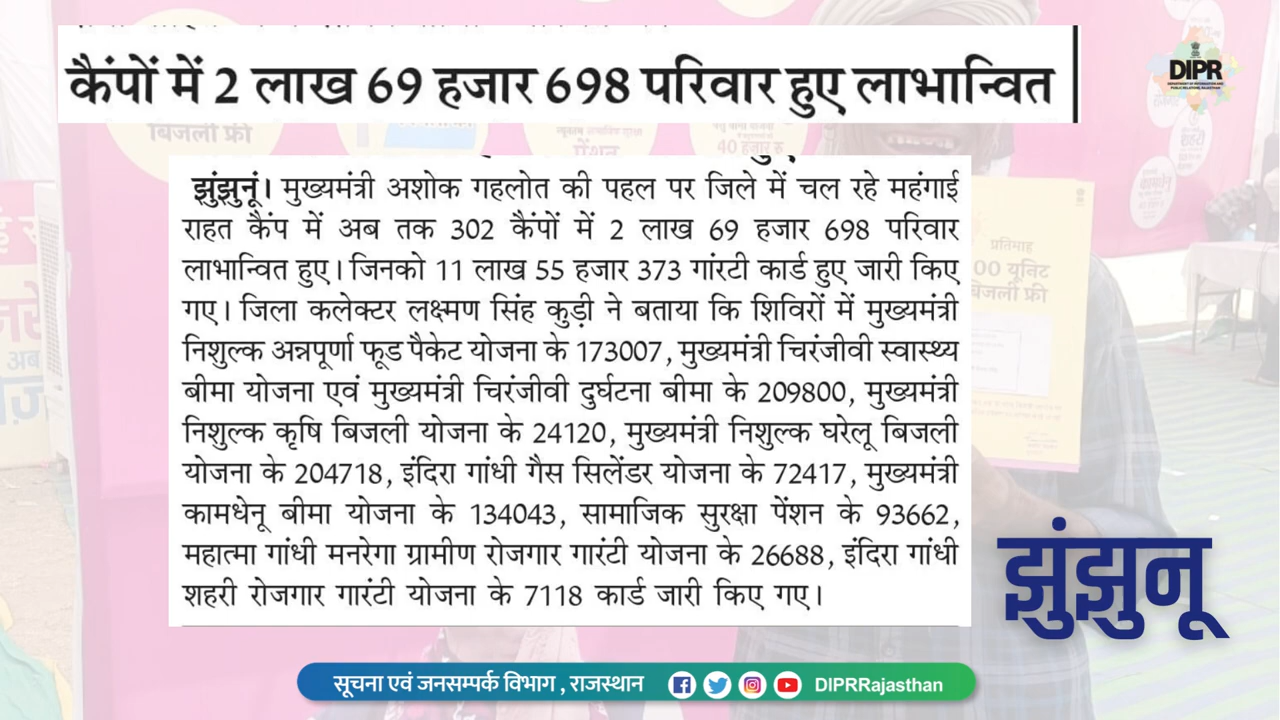 कैंपों में 2 लाख 69 हजार 698 परिवार हुए लाभान्वित
DIPR
बिजली फ्री
पेंशन
40 हजार रु
झुंझुनूं। मुख्यमंत्री अशोक गहलोत की पहल पर जिले में चल रहे महंगाई
राहत कैंप में अब तक 302 कैंपों में 2 लाख 69 हजार 698 परिवार
लाभान्वित हुए। जिनको 11 लाख 55 हजार 373 गांरटी कार्ड हुए जारी किए
गए। जिला कलेक्टर लक्ष्मण सिंह कुड़ी ने बताया कि शिविरों में मुख्यमंत्री
निशुल्क अन्नपूर्णा फूड पैकेट योजना के 173007, मुख्यमंत्री चिरंजीवी स्वास्थ्य
बीमा योजना एवं मुख्यमंत्री चिरंजीवी दुर्घटना बीमा के 209800, मुख्यमंत्री
निशुल्क कृषि बिजली योजना के 24120, मुख्यमंत्री निशुल्क घरेलू बिजली
योजना के 204718, इंदिरा गांधी गैस सिलेंडर योजना के 72417, मुख्यमंत्री
कामधेनू बीमा योजना के 134043, सामाजिक सुरक्षा पेंशन के 93662,
महात्मा गांधी मनरेगा ग्रामीण रोजगार गारंटी योजना के 26688, इंदिरा गांधी
शहरी रोजगार गारंटी योजना के 7118 कार्ड जारी किए गए।
प्रतिमाह
00 यूनिट
बिजली फ्री
अब
झुंझुनू
सूचना एवं जनसम्पर्क विभाग , राजस्थान
DIPRRajasthan